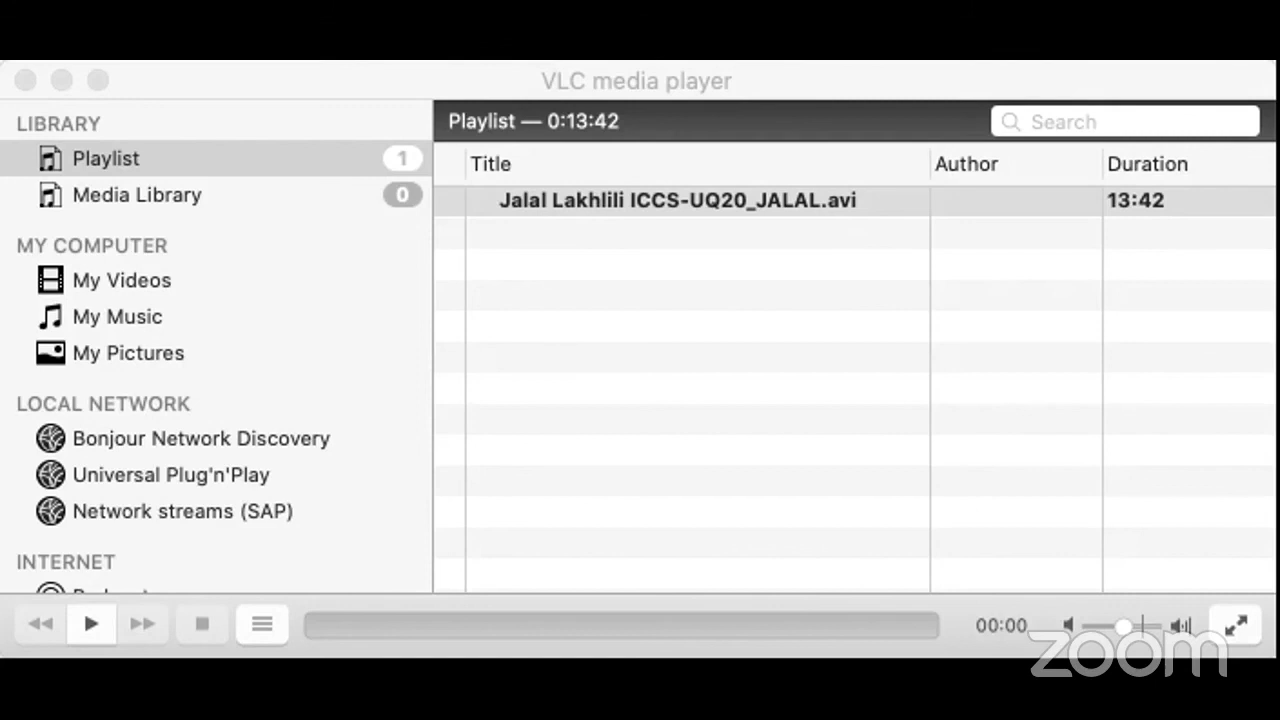 VLC media player
LIBRARY
Playlist 1
Media Library 0
MY COMPUTER
My Videos
My Music
My Pictures
LOCAL NETWORK
Bonjour Network Discovery
Universal Plug'n'Play
Network streams (SAP)
INTERNET
Playlist — 0:13:42 Search
Title Author Duration
Jalal Lakhlili ICCS-UQ20_JALAL.avi 13:42
00:00
zoom